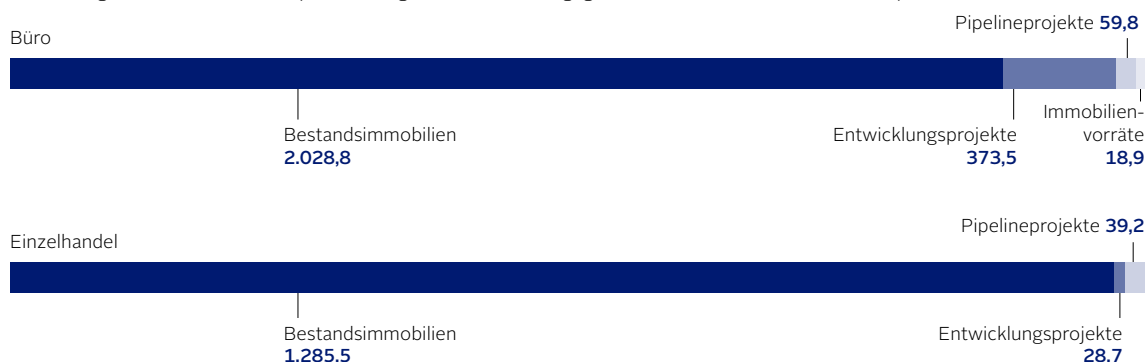 Büro
Pipelineprojekte 59,8
Bestandsimmobilien
2.028,8
Entwicklungsprojekte
373,5
Immobilien-
vorräte
18,9
Einzelhandel
Pipelineprojekte 39,2
Bestandsimmobilien
1.285,5
Entwicklungsprojekte
28,7